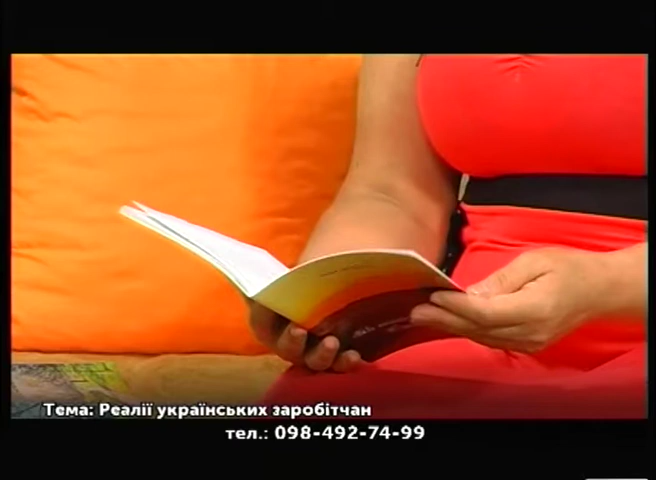 Тема: Реалії українських заробітчан
тел.: 098-492-74-99